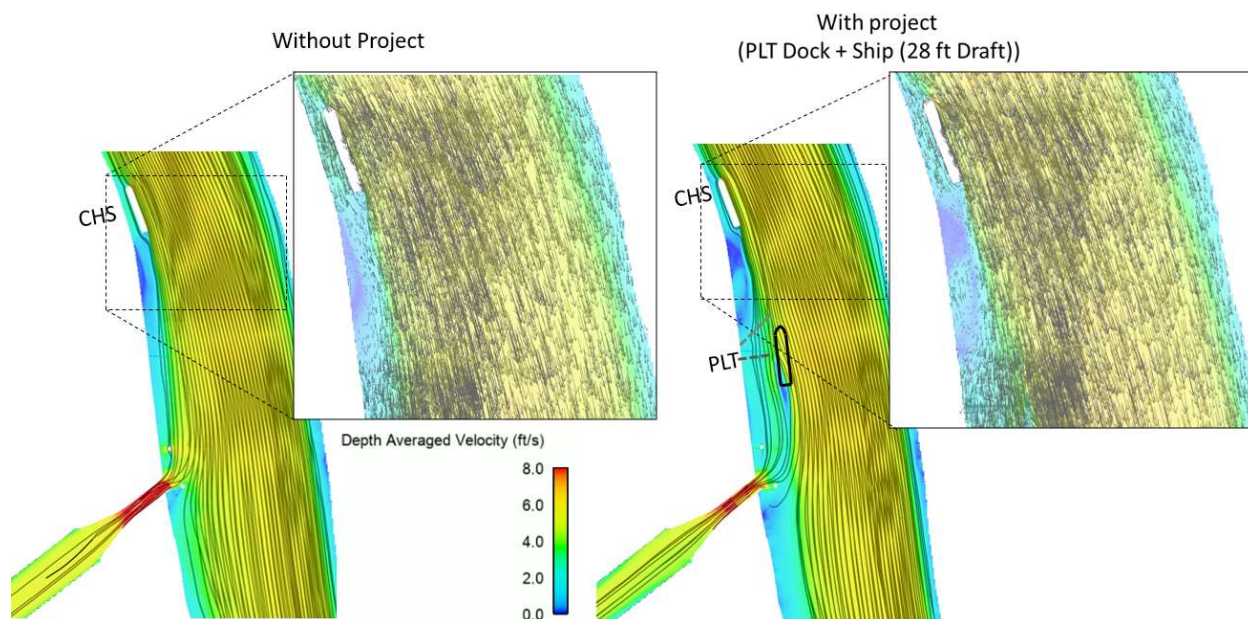 Without Project
With project
(PLT Dock + Ship (28 ft Draft))
CHS
CHS
PLT
Depth Averaged Velocity (ft/s)
8.0
6.0
4.0
2.0
0.0